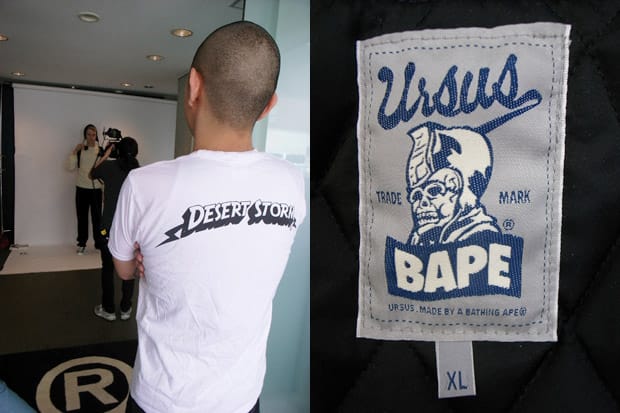 DESERT STORM
®
Ursus
TRADE MARK
®
BAPE
URSUS, MADE BY A BATHING APE®
XL